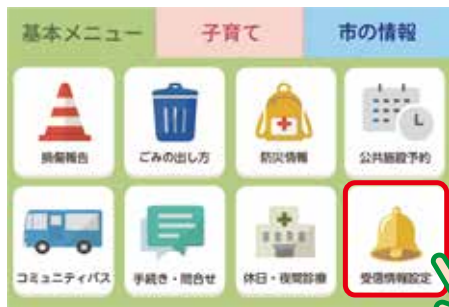 基本メニュー
子育て
市の情報
損傷報告
ごみの出し方
防災情報
公共施設予約
コミュニティバス
手続き・問合せ
休日・夜間診療
受信情報設定